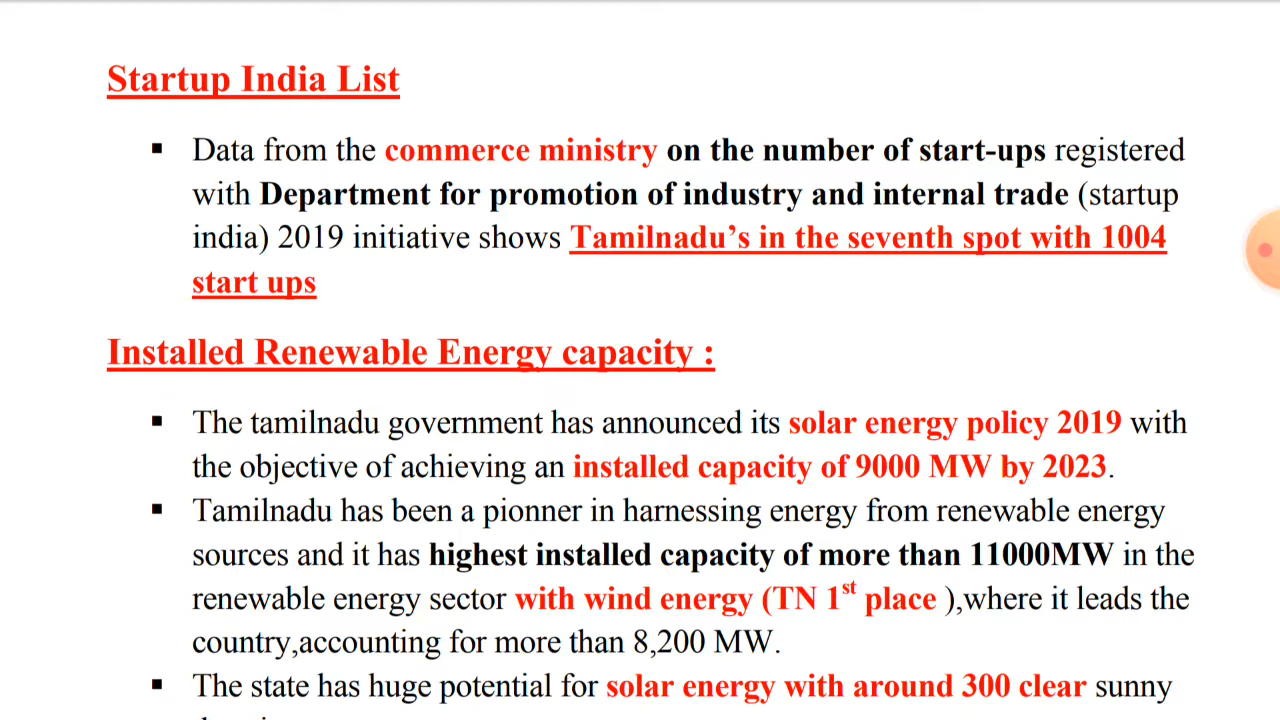 Startup India List
▪ Data from the commerce ministry on the number of start-ups registered
with Department for promotion of industry and internal trade (startup
india) 2019 initiative shows Tamilnadu’s in the seventh spot with 1004
start ups
Installed Renewable Energy capacity :
▪ The tamilnadu government has announced its solar energy policy 2019 with
the objective of achieving an installed capacity of 9000 MW by 2023.
▪ Tamilnadu has been a pionner in harnessing energy from renewable energy
sources and it has highest installed capacity of more than 11000MW in the
renewable energy sector with wind energy (TN 1st place ),where it leads the
country,accounting for more than 8,200 MW.
▪ The state has huge potential for solar energy with around 300 clear sunny